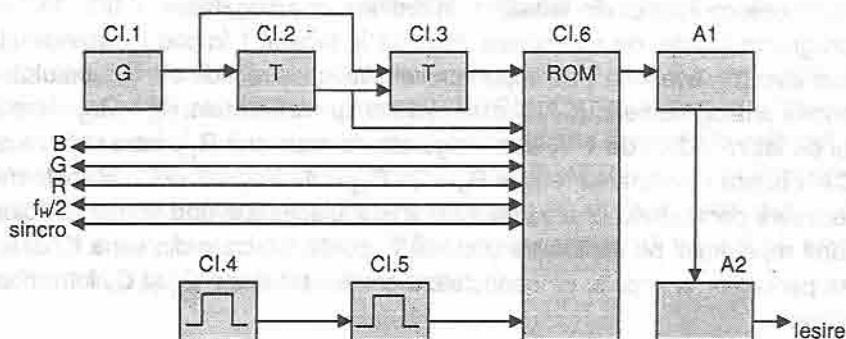 CI.1 CI.2 CI.3 CI.6 A1
G T T ROM
B
G
R
fH/2
sincro
A2
CI.4 CI.5
Iesire